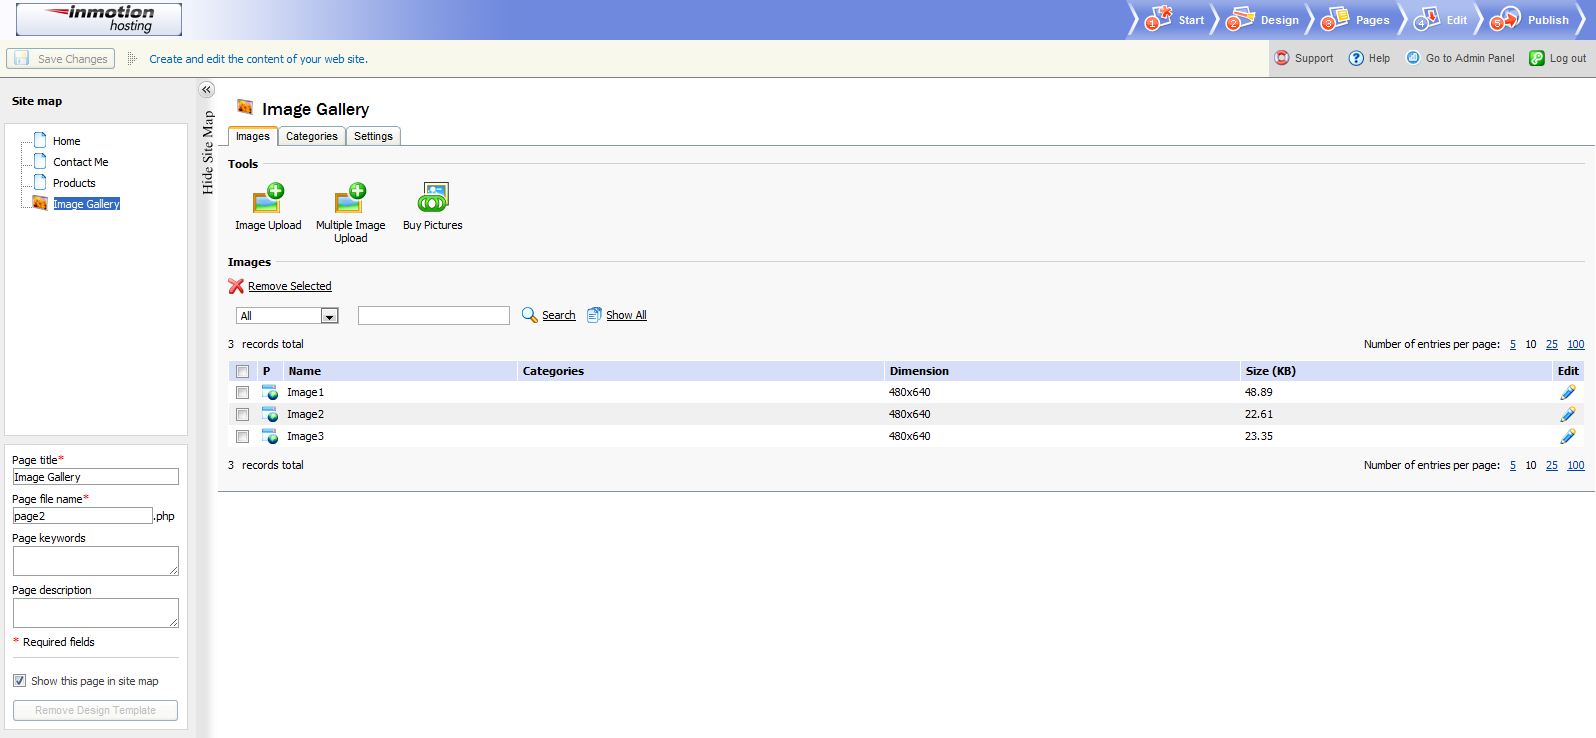 inmotion
hosting
1 Start 2 Design 3 Pages 4 Edit 5 Publish
Save Changes Create and edit the content of your web site. Support Help Go to Admin Panel Log out
Site map
Home
Contact Me
Products
Image Gallery
Page title*
Image Gallery
Page file name*
page2 .php
Page keywords
Page description
* Required fields
Show this page in site map
Remove Design Template
Hide Site Map
Image Gallery
Images Categories Settings
Tools
Image Upload
Multiple Image
Upload
Buy Pictures
Images
Remove Selected
All Search Show All
3 records total Number of entries per page: 5 10 25 100
P Name Categories Dimension Size (KB) Edit
Image1 480x640 48.89
Image2 480x640 22.61
Image3 480x640 23.35
3 records total Number of entries per page: 5 10 25 100